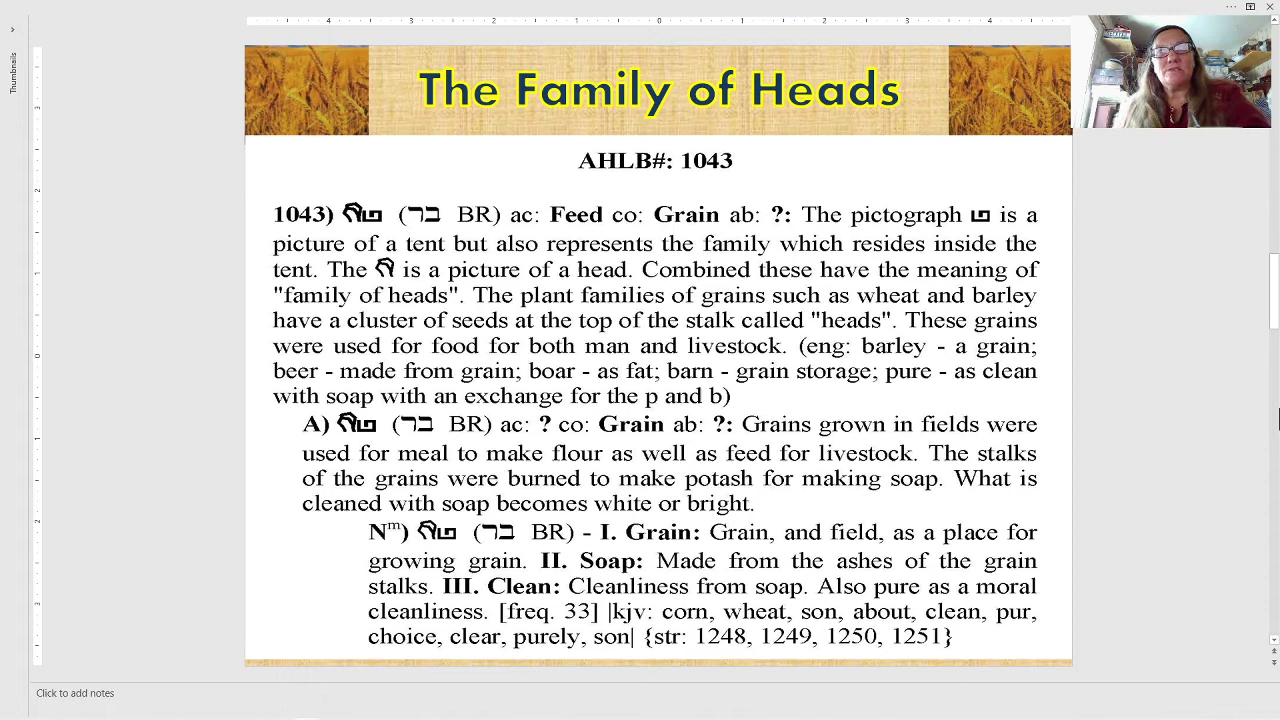 Thumbnails
The Family of Heads
AHLB#: 1043
1043) (בר BR) ac: Feed co: Grain ab: ?: The pictograph is a
picture of a tent but also represents the family which resides inside the
tent. The is a picture of a head. Combined these have the meaning of
"family of heads". The plant families of grains such as wheat and barley
have a cluster of seeds at the top of the stalk called "heads". These grains
were used for food for both man and livestock. (eng: barley - a grain;
beer - made from grain; boar - as fat; barn - grain storage; pure - as clean
with soap with an exchange for the p and b)
A) (בר BR) ac: ? co: Grain ab: ?: Grains grown in fields were
used for meal to make flour as well as feed for livestock. The stalks
of the grains were burned to make potash for making soap. What is
cleaned with soap becomes white or bright.
Nm) (בר BR) - I. Grain: Grain, and field, as a place for
growing grain. II. Soap: Made from the ashes of the grain
stalks. III. Clean: Cleanliness from soap. Also pure as a moral
cleanliness. [freq. 33] |kjv: corn, wheat, son, about, clean, pur,
choice, clear, purely, son| {str: 1248, 1249, 1250, 1251}
Click to add notes